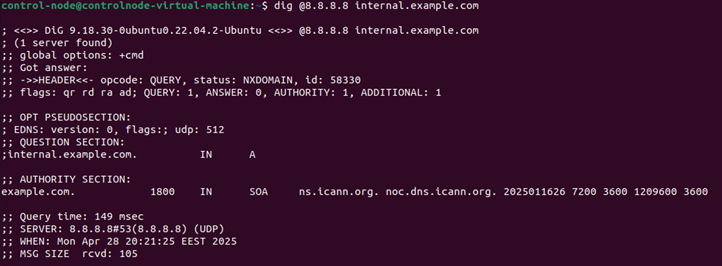 control-node@controlnode-virtual-machine:~$ dig @8.8.8.8 internal.example.com
; <<>> DiG 9.18.30-0ubuntu0.22.04.2-Ubuntu <<>> @8.8.8.8 internal.example.com
; (1 server found)
;; global options: +cmd
;; Got answer:
;; ->>HEADER<<- opcode: QUERY, status: NXDOMAIN, id: 58330
;; flags: qr rd ra ad; QUERY: 1, ANSWER: 0, AUTHORITY: 1, ADDITIONAL: 1
;; OPT PSEUDOSECTION:
; EDNS: version: 0, flags:; udp: 512
;; QUESTION SECTION:
;internal.example.com. IN A
;; AUTHORITY SECTION:
example.com. 1800 IN SOA ns.icann.org. noc.dns.icann.org. 2025011626 7200 3600 1209600 3600
;; Query time: 149 msec
;; SERVER: 8.8.8.8#53(8.8.8.8) (UDP)
;; WHEN: Mon Apr 28 20:21:25 EEST 2025
;; MSG SIZE rcvd: 105